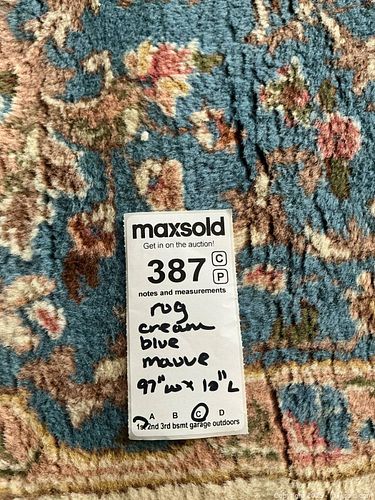 maxsold
Get in on the auction!
387 C
P
notes and measurements
rug
cream
blue
mauve
97"w x 10"L
A B C D
1st 2nd 3rd bsmt garage outdoors